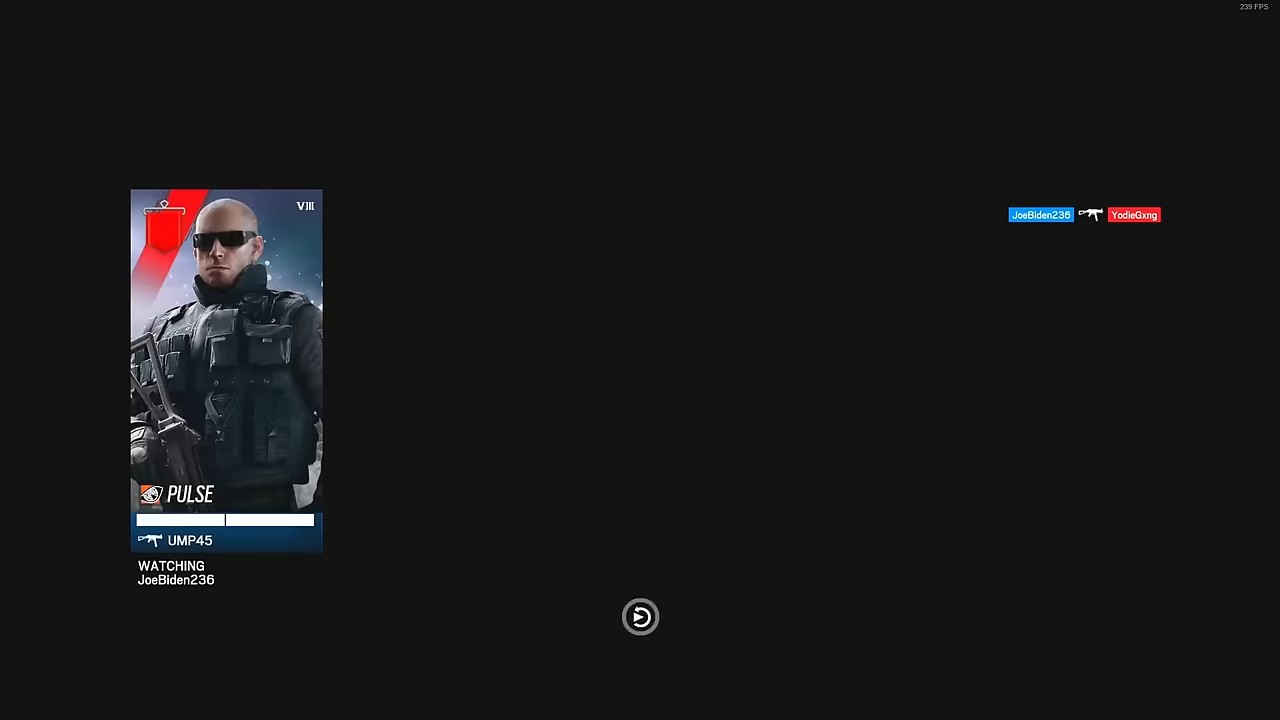 239 FPS
VIII
JoeBiden236 YodieGxng
PULSE
UMP45
WATCHING
JoeBiden236